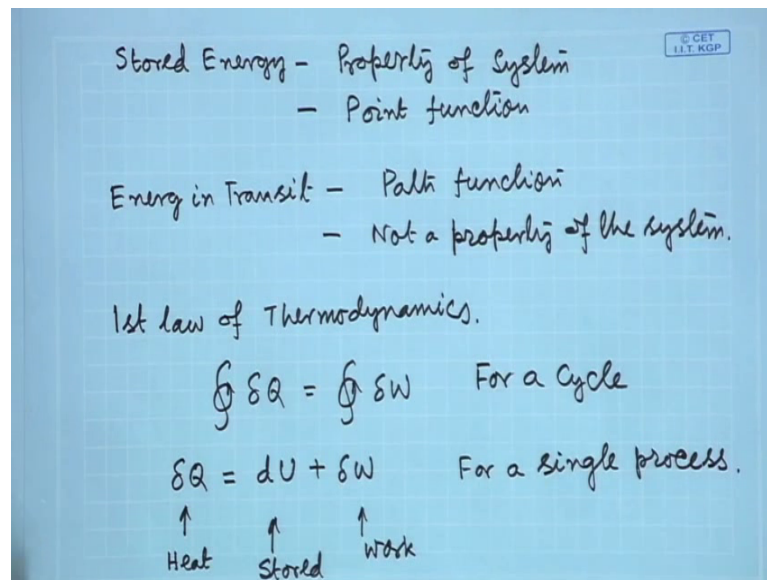 © CET
I.I.T. KGP
Stored Energy - Property of System
- Point function
Energ in Transit - Path function
- Not a property of the system.
1st law of Thermodynamics.
∮ δQ = ∮ δW For a Cycle
δQ = dU + δW For a single process.
↑ ↑ ↑
Heat Stored Work